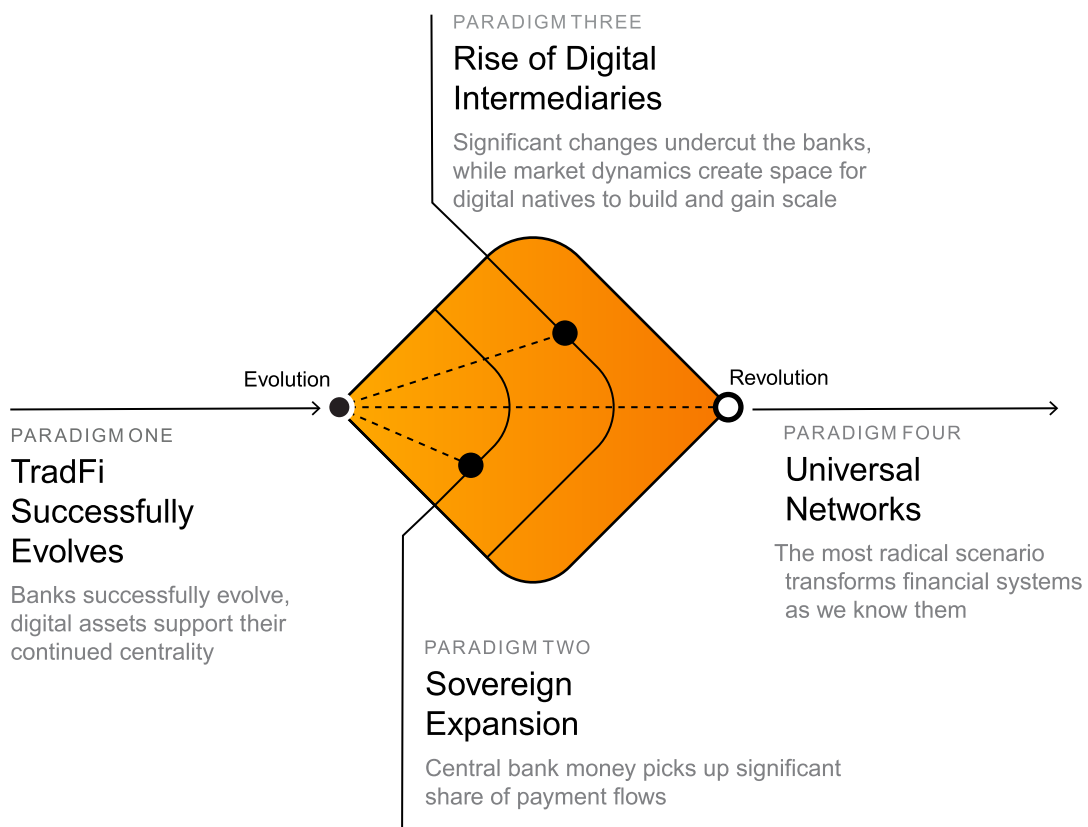 PARADIGM THREE
Rise of Digital
Intermediaries
Significant changes undercut the banks,
while market dynamics create space for
digital natives to build and gain scale
Evolution
Revolution
PARADIGM ONE
TradFi
Successfully
Evolves
Banks successfully evolve,
digital assets support their
continued centrality
PARADIGM FOUR
Universal
Networks
The most radical scenario
transforms financial systems
as we know them
PARADIGM TWO
Sovereign
Expansion
Central bank money picks up significant
share of payment flows